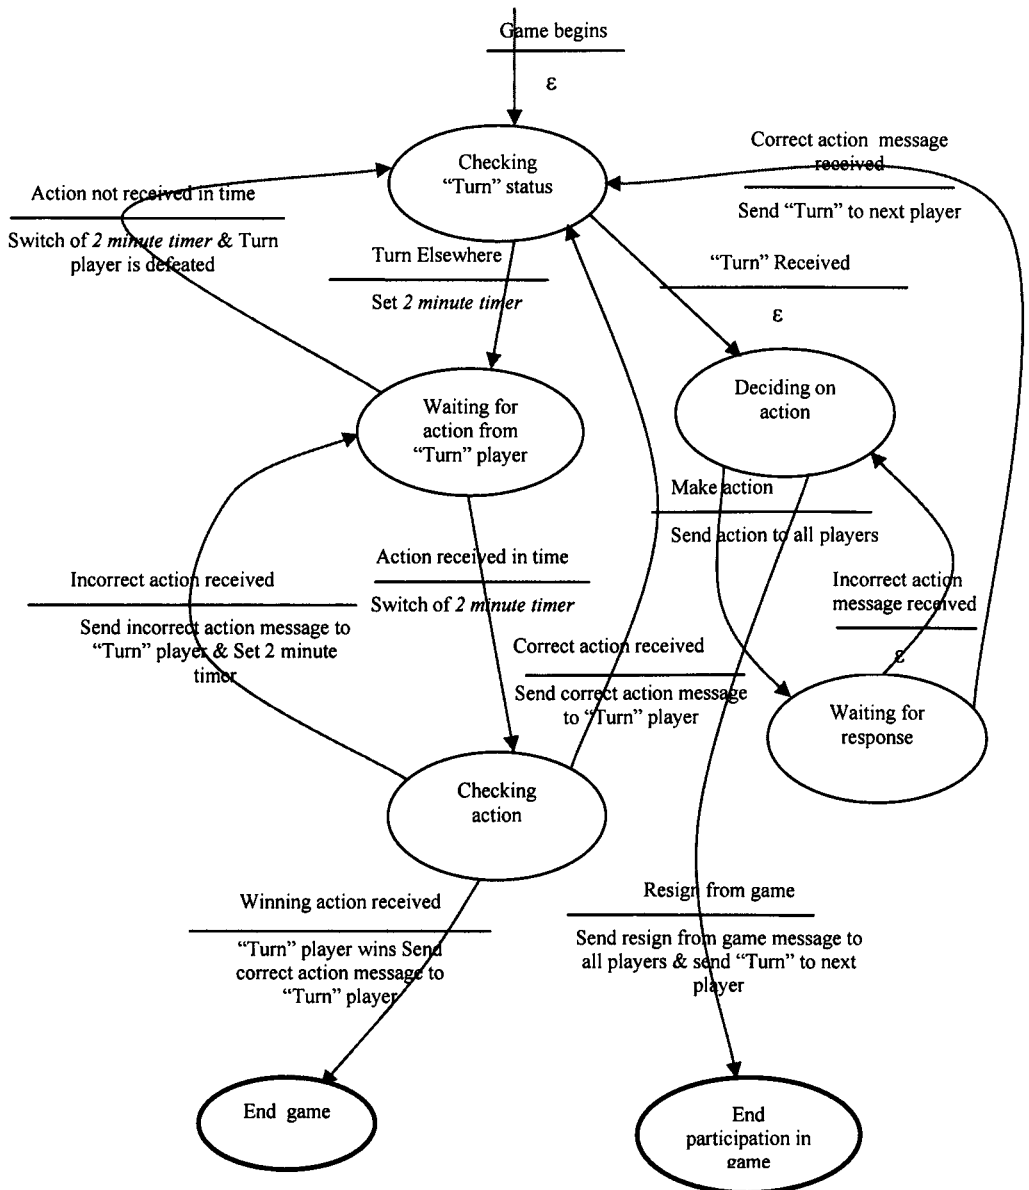 Game begins
ε
Checking
“Turn” status
Correct action message
received
Send “Turn” to next player
Action not received in time
Switch of 2 minute timer & Turn
player is defeated
Turn Elsewhere
Set 2 minute timer
“Turn” Received
ε
Waiting for
action from
“Turn” player
Deciding on
action
Make action
Send action to all players
Action received in time
Switch of 2 minute timer
Incorrect action received
Send incorrect action message to
“Turn” player & Set 2 minute
timer
Incorrect action
message received
ε
Correct action received
Send correct action message
to “Turn” player
Waiting for
response
Checking
action
Winning action received
“Turn” player wins Send
correct action message to
“Turn” player
Resign from game
Send resign from game message to
all players & send “Turn” to next
player
End game
End
participation in
game